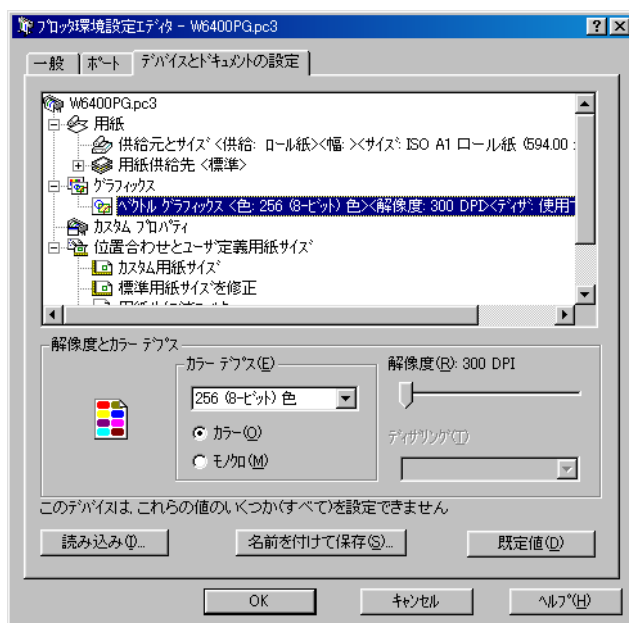 ﾌﾟﾛｯﾀ環境設定ｴﾃﾞｨﾀ - W6400PG.pc3
一般 ﾎﾟｰﾄ ﾃﾞﾊﾞｲｽとﾄﾞｷｭﾒﾝﾄの設定
W6400PG.pc3
用紙
供給元とｻｲｽﾞ <供給: ﾛｰﾙ紙><幅: ><ｻｲｽﾞ: ISO A1 ロール紙 (594.00 :
用紙供給先 <標準>
ｸﾞﾗﾌｨｯｸｽ
ﾍﾞｸﾄﾙ ｸﾞﾗﾌｨｯｸｽ <色: 256 (8-ﾋﾞｯﾄ) 色><解像度: 300 DPI><ﾃﾞｨｻﾞ: 使用
ｶｽﾀﾑ ﾌﾟﾛﾊﾟﾃｨ
位置合わせとﾕｰｻﾞ定義用紙ｻｲｽﾞ
ｶｽﾀﾑ用紙ｻｲｽﾞ
標準用紙ｻｲｽﾞを修正
解像度とｶﾗｰ ﾃﾞﾌﾟｽ
ｶﾗｰ ﾃﾞﾌﾟｽ(E)
解像度(R): 300 DPI
256 (8-ﾋﾞｯﾄ) 色
ｶﾗｰ(O)
ﾃﾞｨｻﾞﾘﾝｸﾞ(T)
ﾓﾉｸﾛ(M)
このﾃﾞﾊﾞｲｽは、これらの値のいくつか(すべて)を設定できません
読み込み(I)... 名前を付けて保存(S)... 既定値(D)
OK ｷｬﾝｾﾙ ﾍﾙﾌﾟ(H)